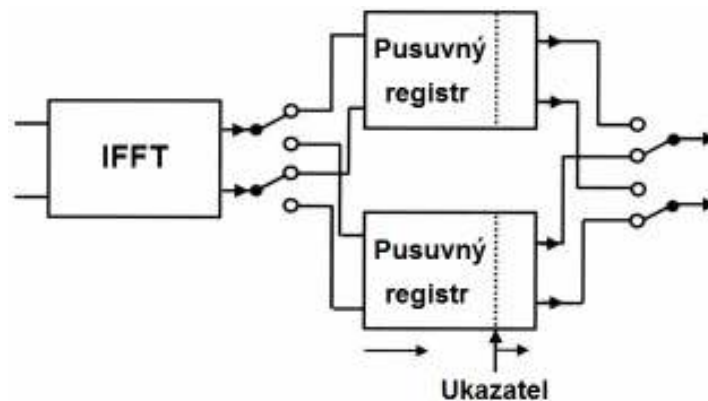 IFFT
Pusuvný
registr
Pusuvný
registr
Ukazatel